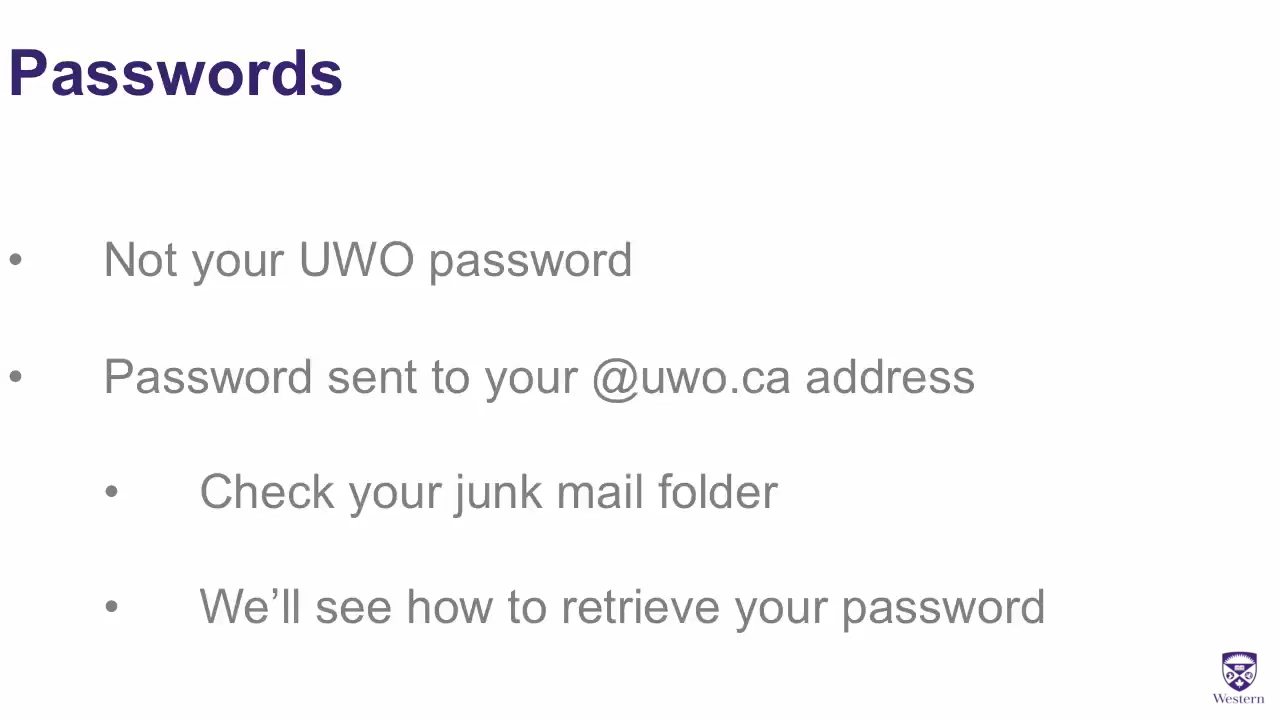 Passwords
• Not your UWO password
• Password sent to your @uwo.ca address
• Check your junk mail folder
• We’ll see how to retrieve your password
Western